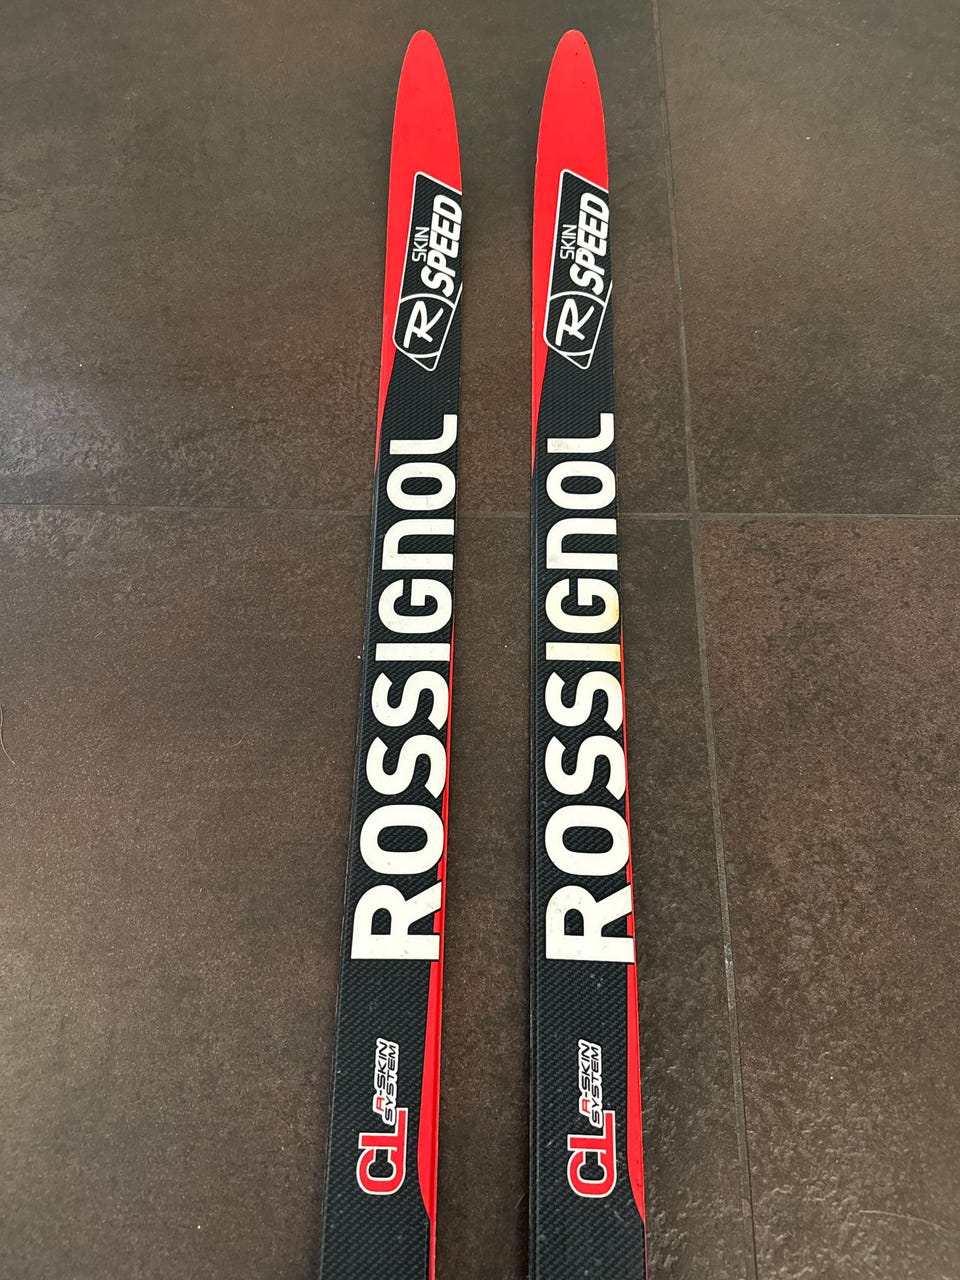 R SKIN
SPEED
ROSSIGNOL
CL R-SKIN
SYSTEM
R SKIN
SPEED
ROSSIGNOL
CL R-SKIN
SYSTEM